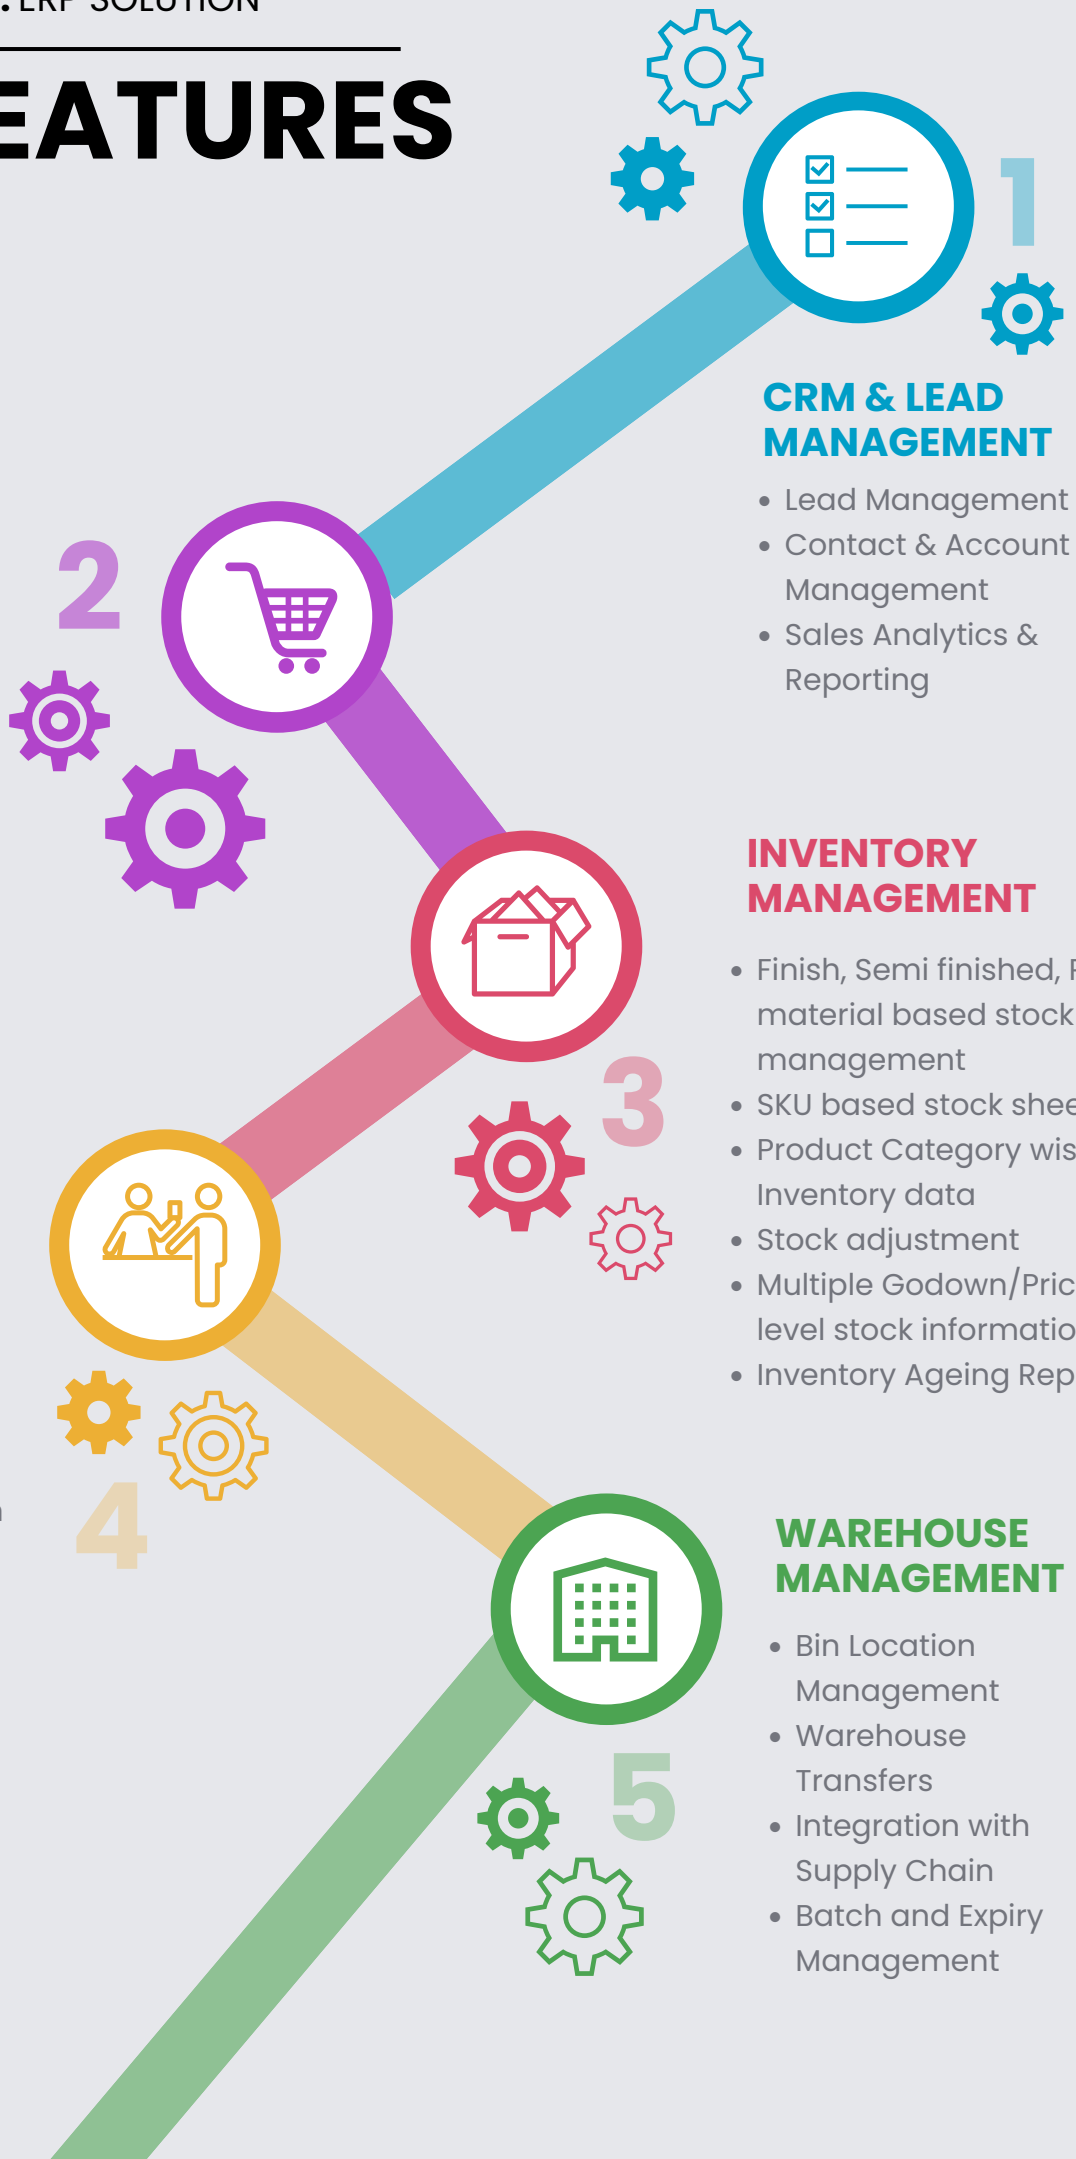 . ERP SOLUTION
EATURES
1
CRM & LEAD
MANAGEMENT
• Lead Management
• Contact & Account
Management
• Sales Analytics &
Reporting
2
INVENTORY
MANAGEMENT
• Finish, Semi finished,
material based stock
management
• SKU based stock shee
• Product Category wis
Inventory data
• Stock adjustment
• Multiple Godown/Pric
level stock informatio
• Inventory Ageing Rep
3
4
WAREHOUSE
MANAGEMENT
• Bin Location
Management
• Warehouse
Transfers
• Integration with
Supply Chain
• Batch and Expiry
Management
5